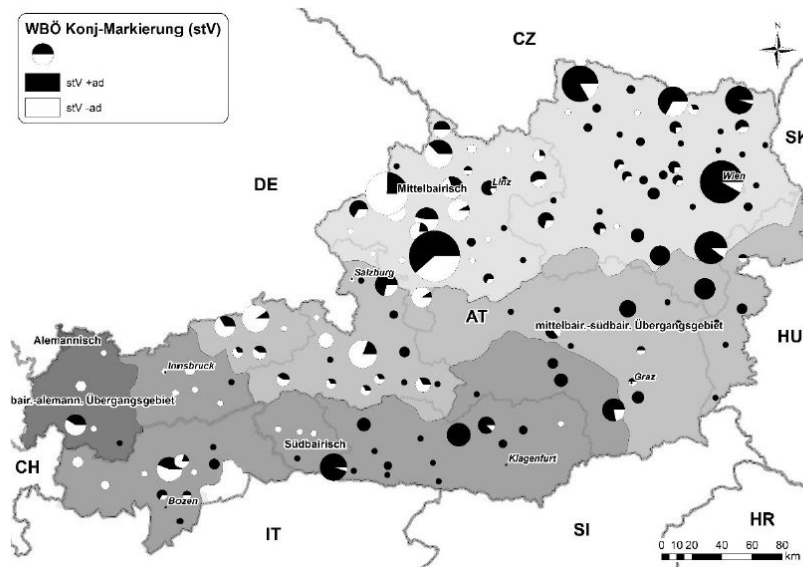 WBÖ Konj-Markierung (stV)
stV +ad
stV -ad
N
CZ
SK
DE
Mittelbairisch
Linz
Wien
Salzburg
AT
mittelbair.-südbair. Übergangsgebiet
HU
Alemannisch
Innsbruck
bair.-alemann. Übergangsgebiet
Graz
Südbairisch
Klagenfurt
CH
Bozen
IT
SI
HR
0 10 20 40 60 80
km